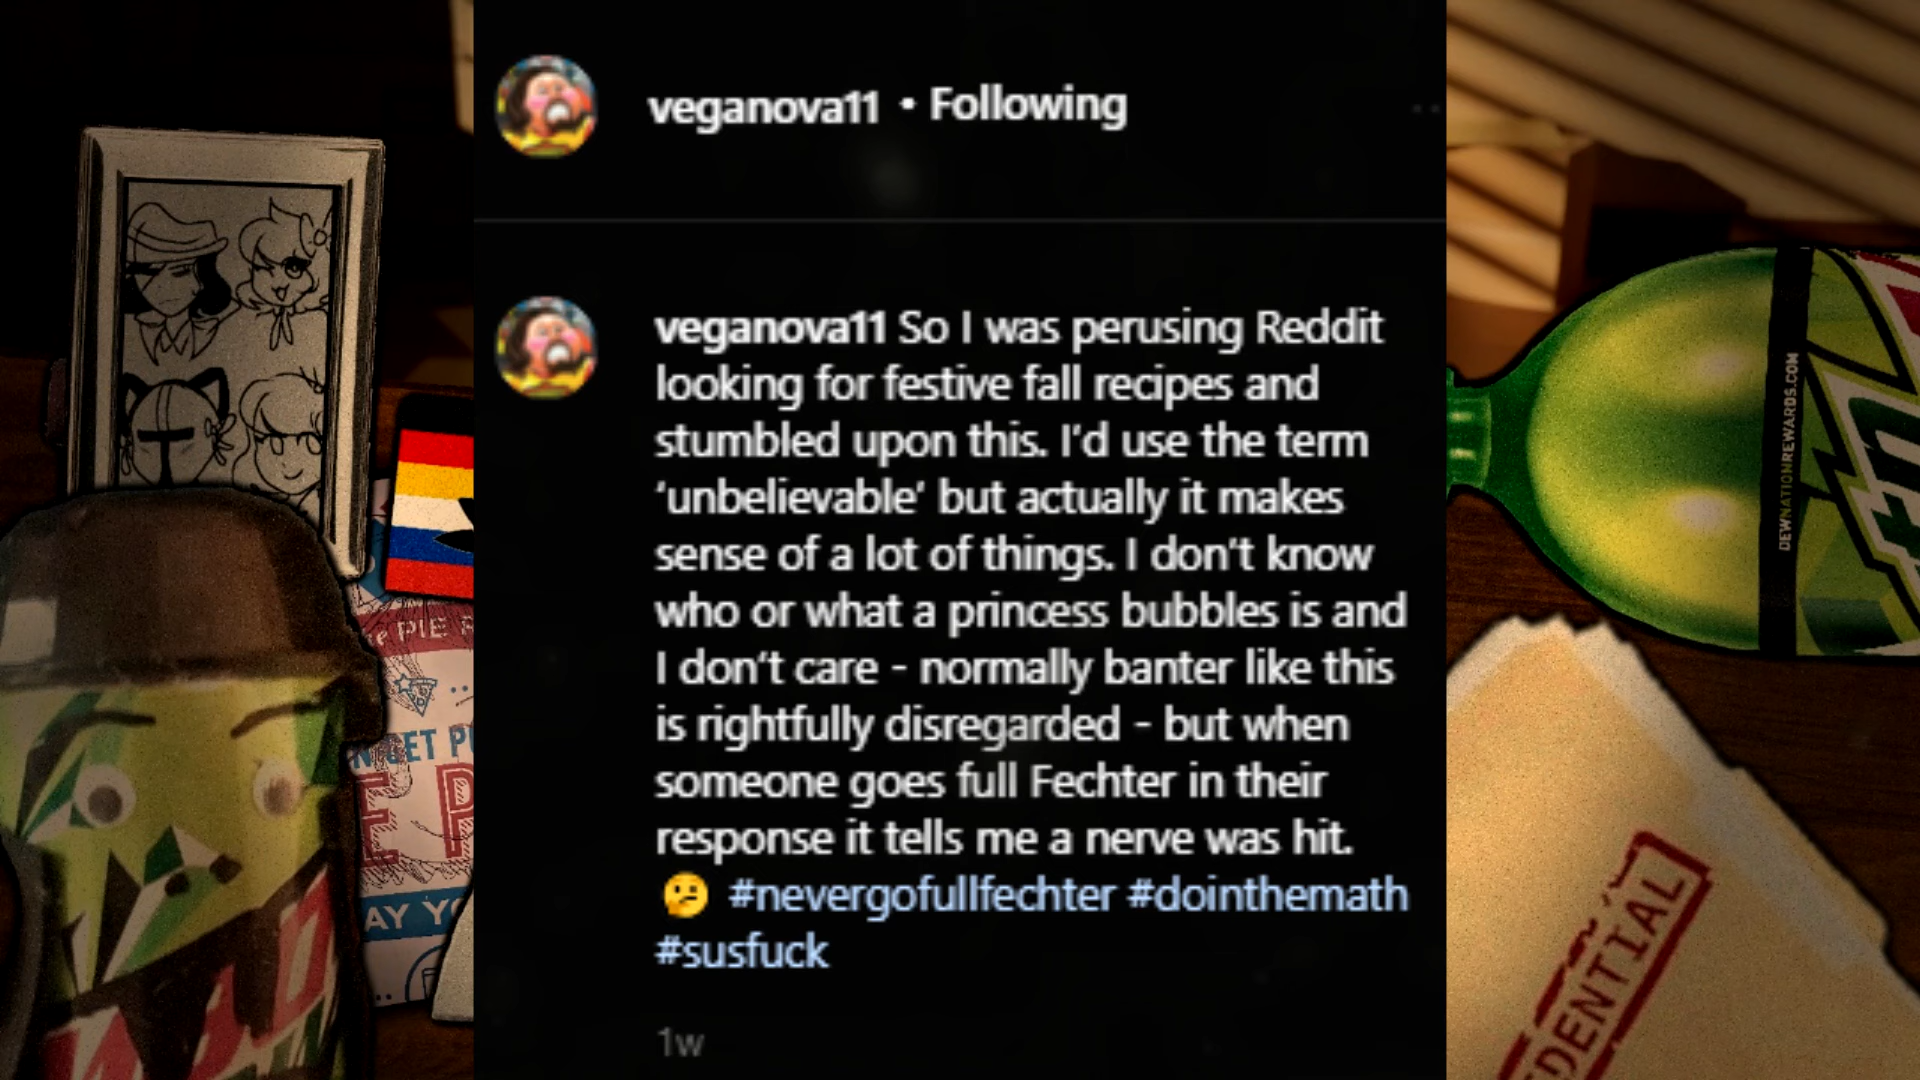 veganova11 • Following
veganova11 So I was perusing Reddit
looking for festive fall recipes and
stumbled upon this. I'd use the term
'unbelievable' but actually it makes
sense of a lot of things. I don't know
who or what a princess bubbles is and
I don't care - normally banter like this
is rightfully disregarded - but when
someone goes full Fechter in their
response it tells me a nerve was hit.
🫤 #nevergofullfechter #dointhemath
#susfuck
1w
PIE
GET
AY
DEWNATIONREWARDS.COM
DENTIAL